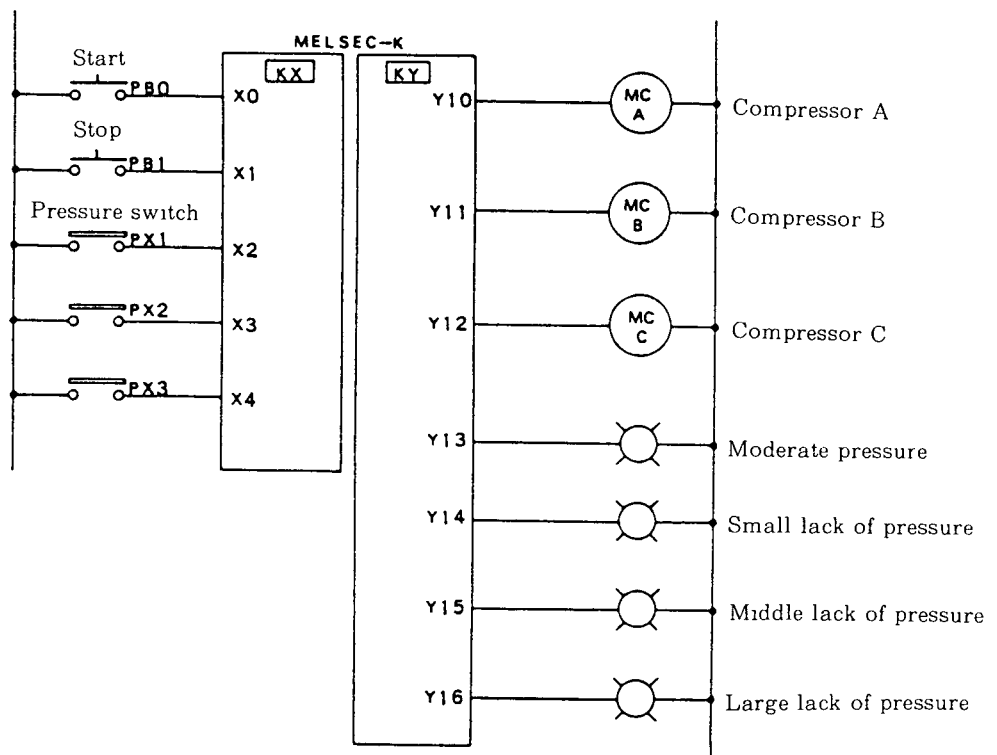 MELSEC-K
KX
KY
Start
PB0
X0
Stop
PB1
X1
Pressure switch
PX1
X2
PX2
X3
PX3
X4
Y10
MC
A
Compressor A
Y11
MC
B
Compressor B
Y12
MC
C
Compressor C
Y13
Moderate pressure
Y14
Small lack of pressure
Y15
Middle lack of pressure
Y16
Large lack of pressure